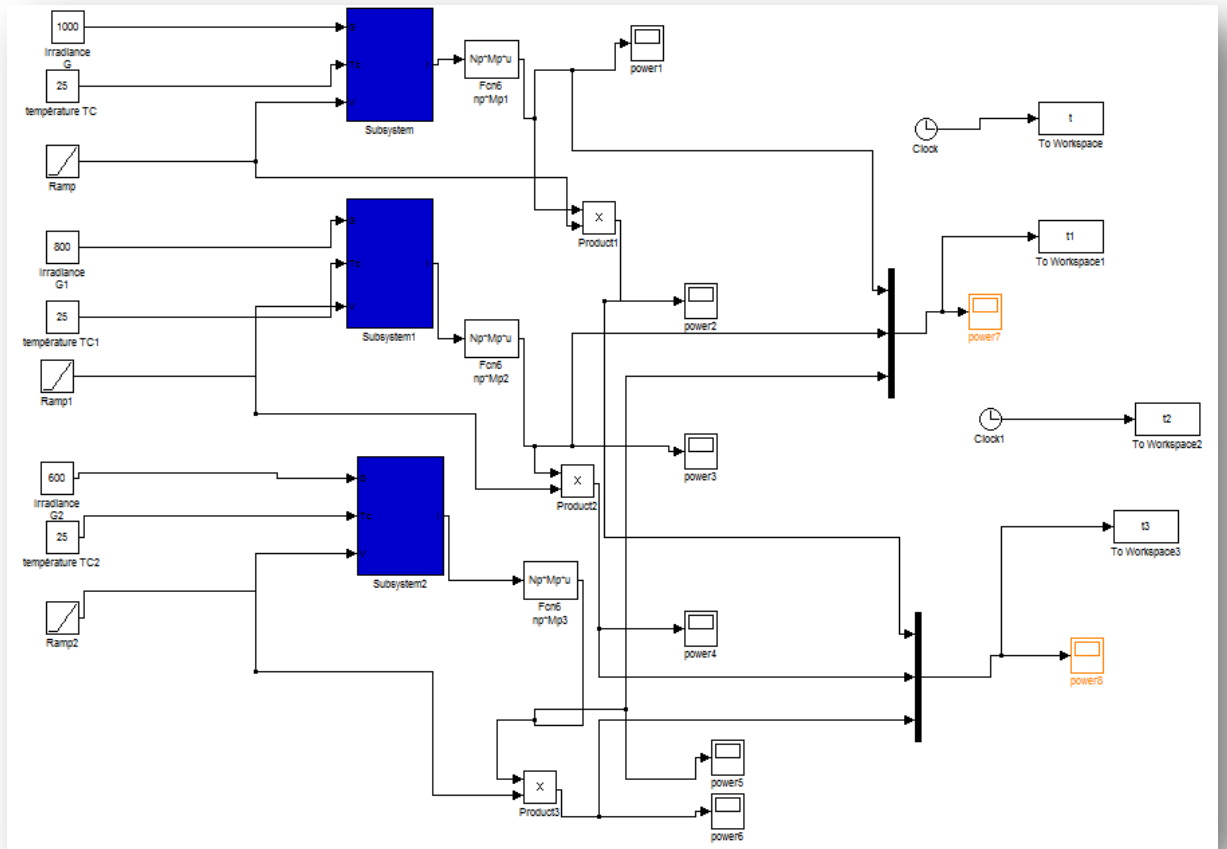 1000
Irradiance
G
25
température TC
Ramp
G
Tc
V
Subsystem
Np*Mp*u
Fcn6
np*Mp1
power1
X
Product1
Clock
t
To Workspace
800
Irradiance
G1
25
température TC1
Ramp1
G
Tc
V
Subsystem1
Np*Mp*u
Fcn6
np*Mp2
power2
t1
To Workspace1
power7
power3
X
Product2
Clock1
t2
To Workspace2
600
Irradiance
G2
25
température TC2
Ramp2
G
Tc
V
Subsystem2
Np*Mp*u
Fcn6
np*Mp3
power4
t3
To Workspace3
power8
X
Product3
power5
power6